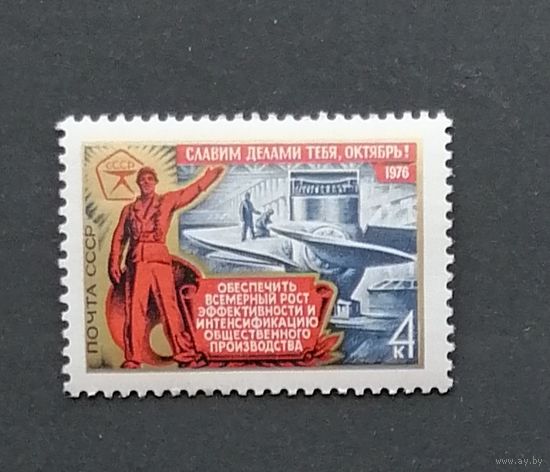 СССР
СЛАВИМ ДЕЛАМИ ТЕБЯ, ОКТЯБРЬ!
1976
ПОЧТА СССР
ОБЕСПЕЧИТЬ
ВСЕМЕРНЫЙ РОСТ
ЭФФЕКТИВНОСТИ И
ИНТЕНСИФИКАЦИЮ
ОБЩЕСТВЕННОГО
ПРОИЗВОДСТВА
4
К
www.ay.by